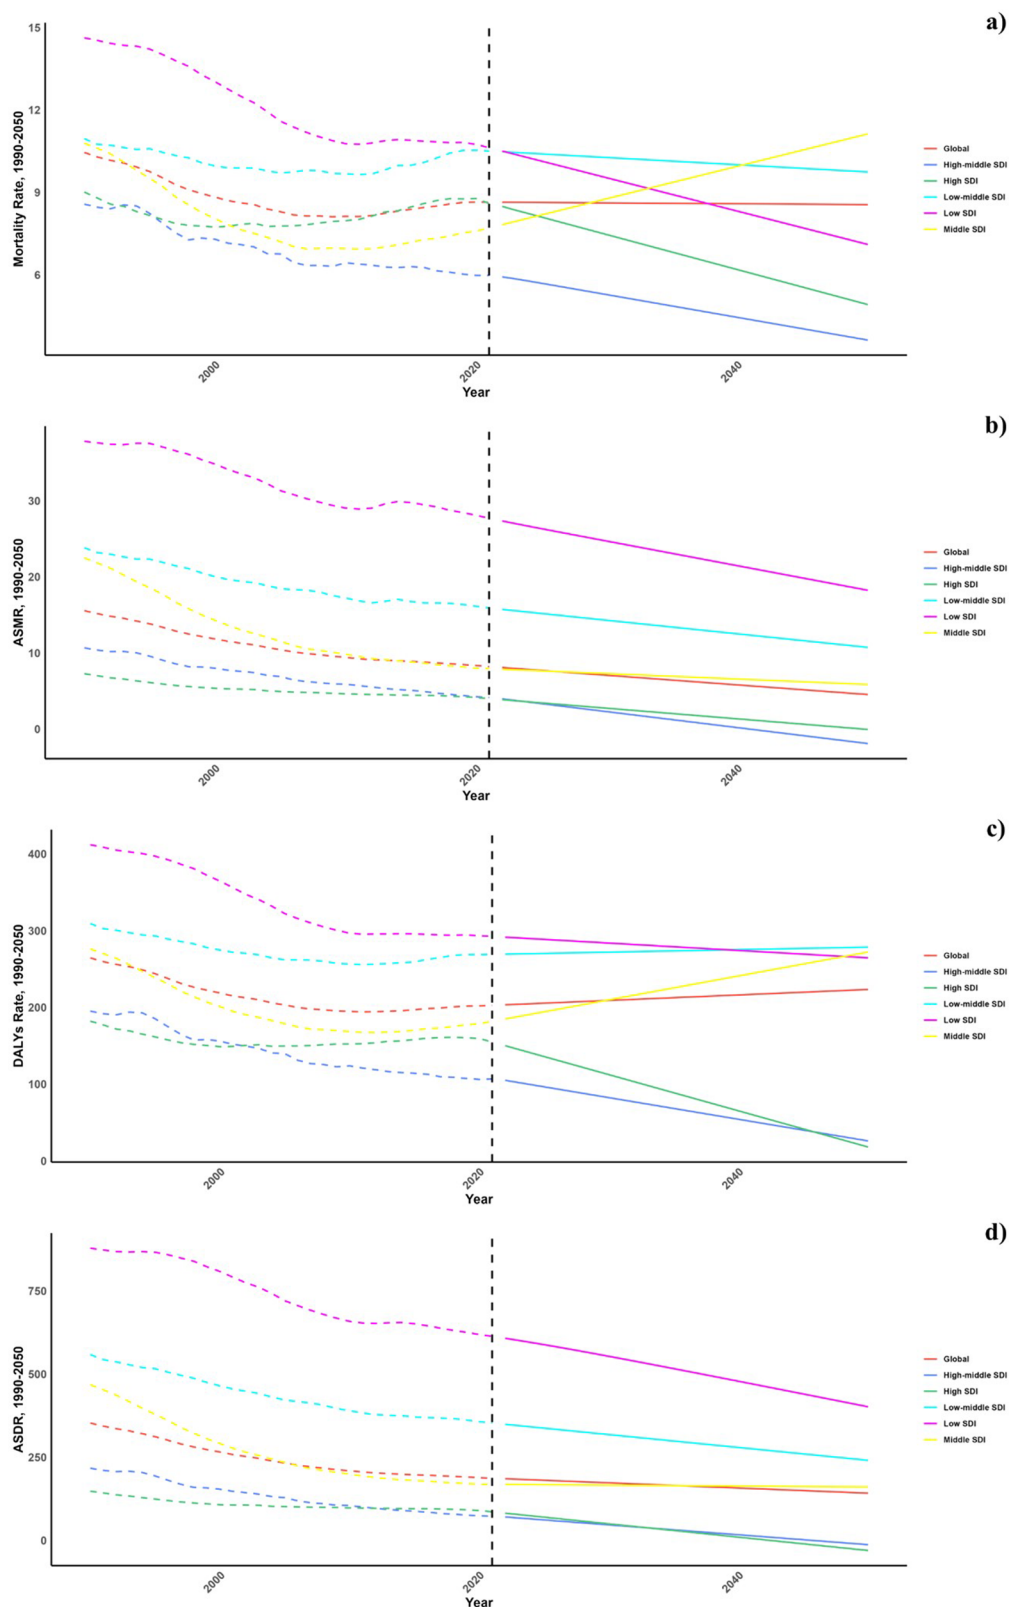 a)
Mortality Rate, 1990-2050
15
12
9
6
2000
2020
2040
Year
Global
High-middle SDI
High SDI
Low-middle SDI
Low SDI
Middle SDI
b)
ASMR, 1990-2050
30
20
10
0
2000
2020
2040
Year
Global
High-middle SDI
High SDI
Low-middle SDI
Low SDI
Middle SDI
c)
DALYs Rate, 1990-2050
400
300
200
100
0
2000
2020
2040
Year
Global
High-middle SDI
High SDI
Low-middle SDI
Low SDI
Middle SDI
d)
ASDR, 1990-2050
750
500
250
0
2000
2020
2040
Year
Global
High-middle SDI
High SDI
Low-middle SDI
Low SDI
Middle SDI